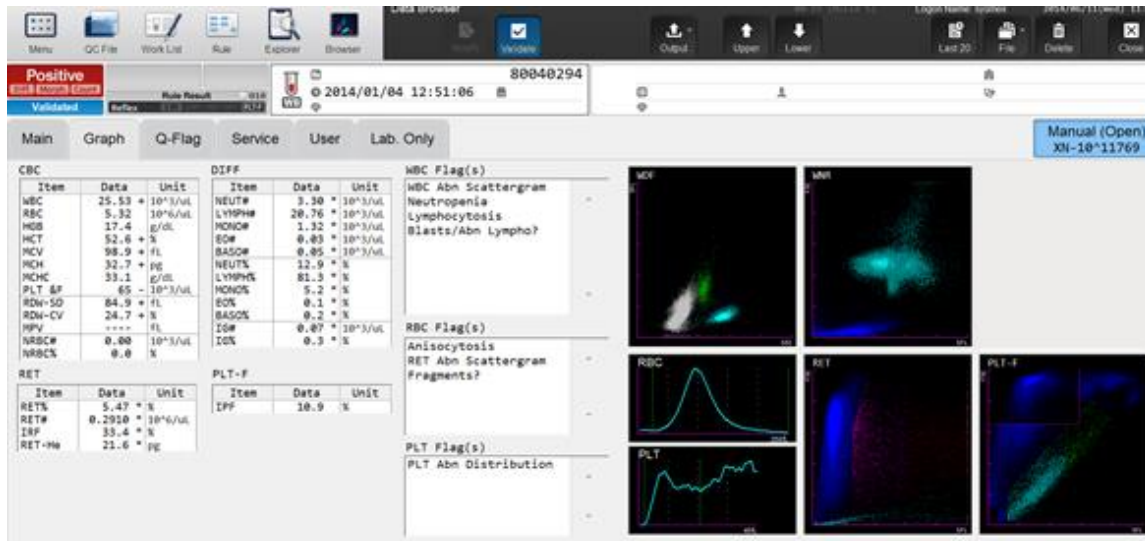 Data Browser
Logon Name: sysmex
Menu
QC File
Work List
Rule
Explorer
Browser
Validate
Output
Upper
Lower
Last 20
File
Delete
Close
Positive
Diff. Morph. Count
Validated
Rule Result
Reflex
PLT-F
WB
80040294
2014/01/04 12:51:06
Main
Graph
Q-Flag
Service
User
Lab. Only
Manual (Open)
XN-10^11769
CBC
Item Data Unit
WBC 25.53 + 10^3/uL
RBC 5.32 10^6/uL
HGB 17.4 g/dL
HCT 52.6 + %
MCV 98.9 + fL
MCH 32.7 + pg
MCHC 33.1 g/dL
PLT &F 65 - 10^3/uL
RDW-SD 84.9 + fL
RDW-CV 24.7 + %
MPV ---- fL
NRBC# 0.00 10^3/uL
NRBC% 0.0 %
DIFF
Item Data Unit
NEUT# 3.30 * 10^3/uL
LYMPH# 20.76 * 10^3/uL
MONO# 1.32 * 10^3/uL
EO# 0.03 * 10^3/uL
BASO# 0.05 * 10^3/uL
NEUT% 12.9 * %
LYMPH% 81.3 * %
MONO% 5.2 * %
EO% 0.1 * %
BASO% 0.2 * %
IG# 0.07 * 10^3/uL
IG% 0.3 * %
RET
Item Data Unit
RET% 5.47 * %
RET# 0.2910 * 10^6/uL
IRF 33.4 * %
RET-He 21.6 * pg
PLT-F
Item Data Unit
IPF 10.9 %
WBC Flag(s)
WBC Abn Scattergram
Neutropenia
Lymphocytosis
Blasts/Abn Lympho?
RBC Flag(s)
Anisocytosis
RET Abn Scattergram
Fragments?
PLT Flag(s)
PLT Abn Distribution
WDF
WNR
RBC
RET
PLT-F
PLT